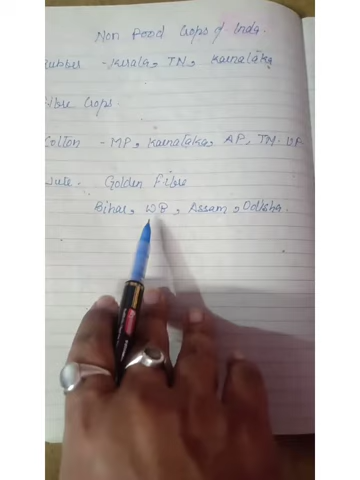 Non Food Crops of India.
Rubber - Kerala, TN, Karnataka
Fibre Crops
Cotton - MP, Karnataka, AP, TN. UP
Jute. Golden Fibre
Bihar, WB, Assam, Odisha.